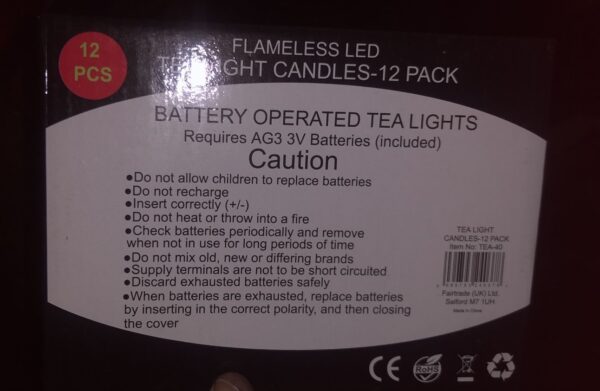 12
PCS
FLAMELESS LED
TEA LIGHT CANDLES-12 PACK
BATTERY OPERATED TEA LIGHTS
Requires AG3 3V Batteries (included)
Caution
•Do not allow children to replace batteries
•Do not recharge
•Insert correctly (+/-)
•Do not heat or throw into a fire
•Check batteries periodically and remove
when not in use for long periods of time
•Do not mix old, new or differing brands
•Supply terminals are not to be short circuited
•Discard exhausted batteries safely
•When batteries are exhausted, replace batteries
by inserting in the correct polarity, and then closing
the cover
TEA LIGHT
CANDLES-12 PACK
Item No: TEA-40
Fairtrade (UK) Ltd.
Salford M7 1UH
Made in China
CE RoHS